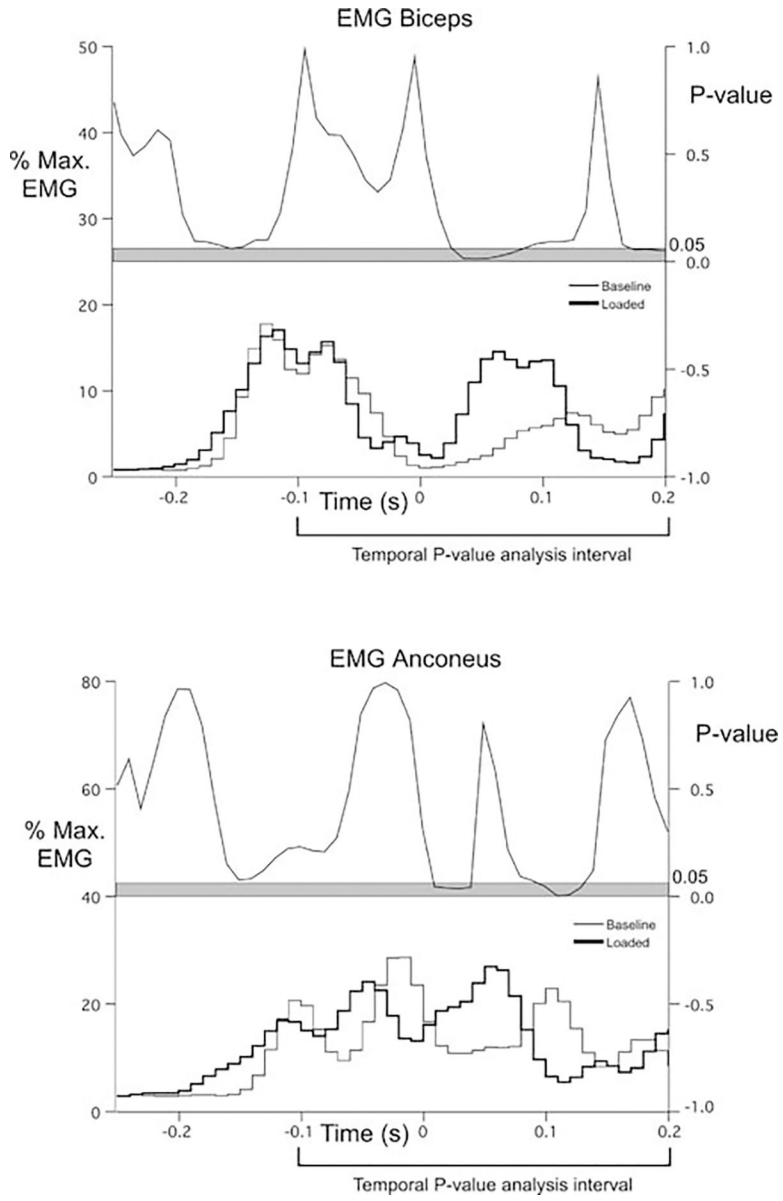 EMG Biceps
50
1.0
P-value
40
0.5
% Max.
EMG
30
0.05
0.0
Baseline
Loaded
20
-0.5
10
0
-1.0
-0.2
-0.1
Time (s)
0
0.1
0.2
Temporal P-value analysis interval
EMG Anconeus
80
1.0
P-value
60
0.5
% Max.
EMG
0.05
40
0.0
Baseline
Loaded
20
-0.5
0
-1.0
-0.2
-0.1
Time (s)
0
0.1
0.2
Temporal P-value analysis interval